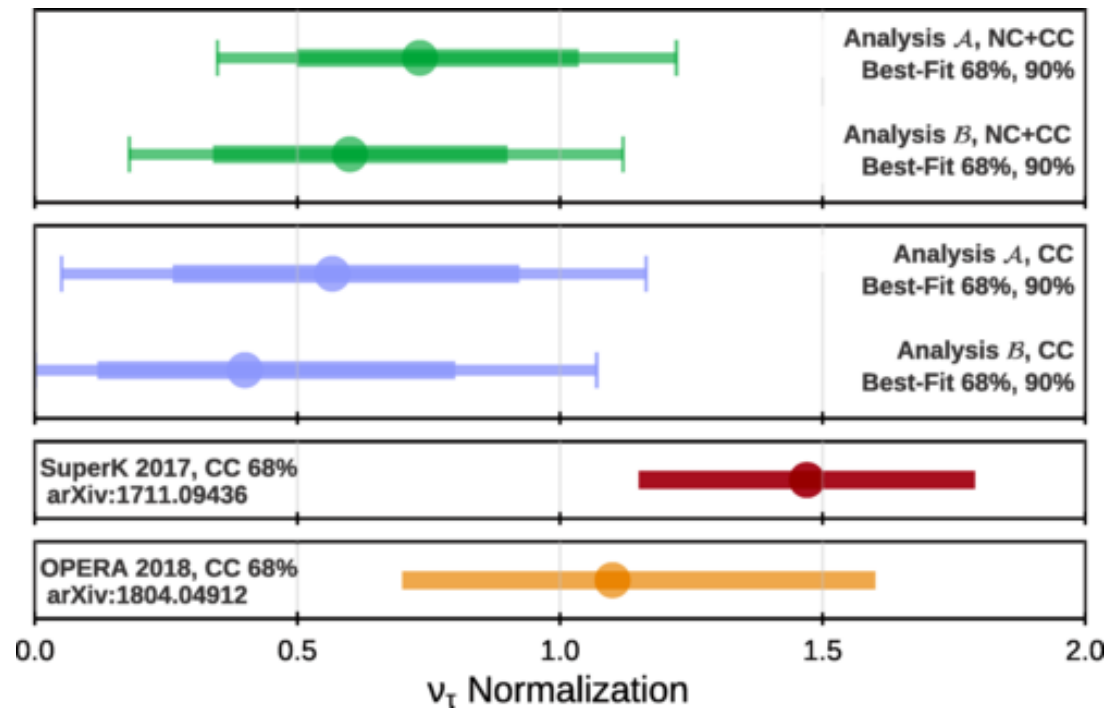 Analysis 𝒜, NC+CC
Best-Fit 68%, 90%
Analysis ℬ, NC+CC
Best-Fit 68%, 90%
Analysis 𝒜, CC
Best-Fit 68%, 90%
Analysis ℬ, CC
Best-Fit 68%, 90%
SuperK 2017, CC 68%
arXiv:1711.09436
OPERA 2018, CC 68%
arXiv:1804.04912
0.0 0.5 1.0 1.5 2.0
ντ Normalization